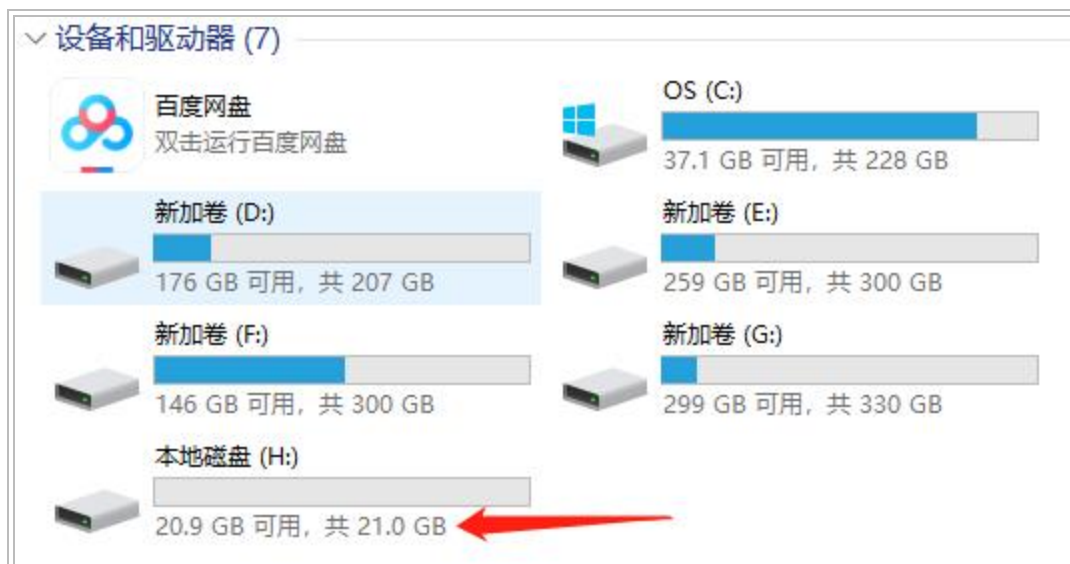 设备和驱动器 (7)
百度网盘
双击运行百度网盘
OS (C:)
37.1 GB 可用，共 228 GB
新加卷 (D:)
176 GB 可用，共 207 GB
新加卷 (E:)
259 GB 可用，共 300 GB
新加卷 (F:)
146 GB 可用，共 300 GB
新加卷 (G:)
299 GB 可用，共 330 GB
本地磁盘 (H:)
20.9 GB 可用，共 21.0 GB